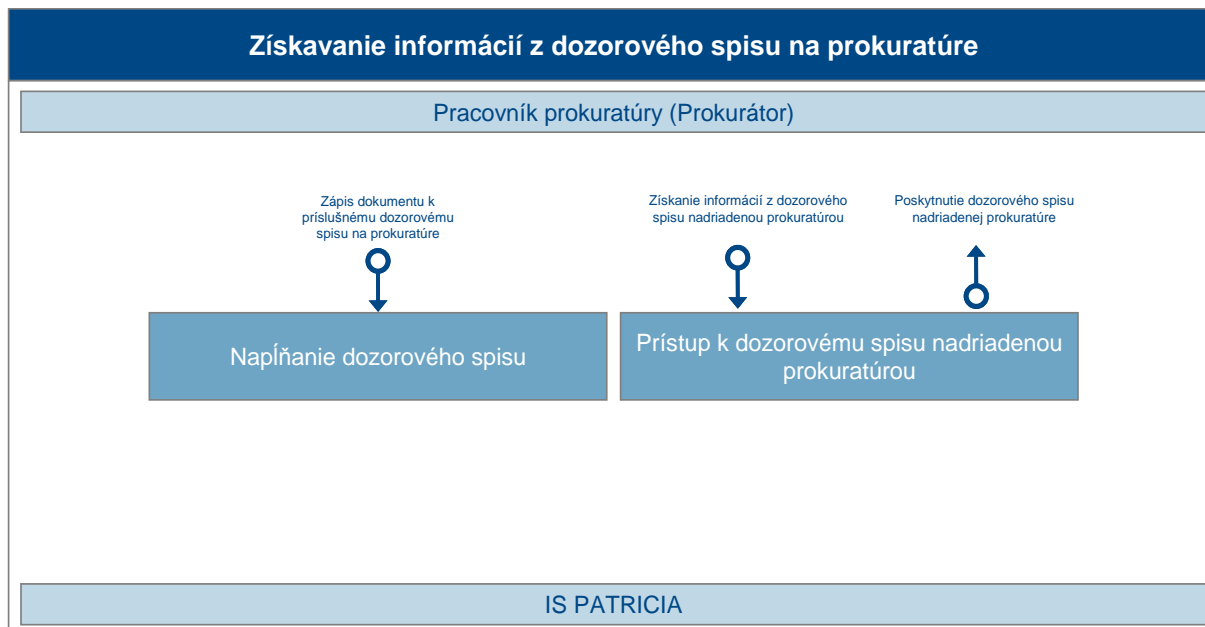 Získavanie informácií z dozorového spisu na prokuratúre
Pracovník prokuratúry (Prokurátor)
Zápis dokumentu k
príslušnému dozorovému
spisu na prokuratúre
Získanie informácií z dozorového
spisu nadriadenou prokuratúrou
Poskytnutie dozorového spisu
nadriadenej prokuratúre
Napĺňanie dozorového spisu
Prístup k dozorovému spisu nadriadenou
prokuratúrou
IS PATRICIA